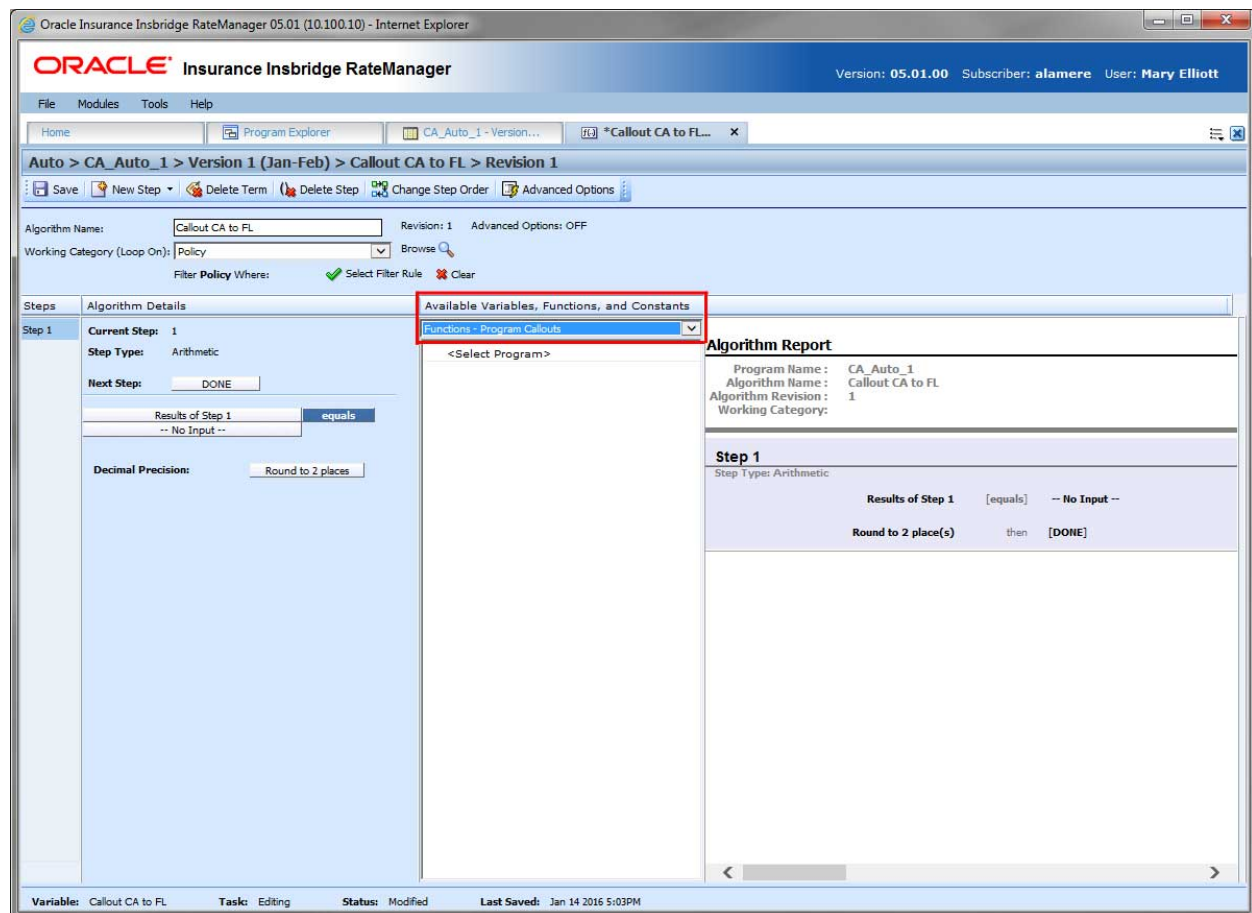 Oracle Insurance Insbridge RateManager 05.01 (10.100.10) - Internet Explorer
ORACLE Insurance Insbridge RateManager
Version: 05.01.00 Subscriber: alamere User: Mary Elliott
File Modules Tools Help
Home Program Explorer CA_Auto_1 - Version... *Callout CA to FL...
Auto > CA_Auto_1 > Version 1 (Jan-Feb) > Callout CA to FL > Revision 1
Save New Step Delete Term Delete Step Change Step Order Advanced Options
Algorithm Name: Callout CA to FL Revision: 1 Advanced Options: OFF
Working Category (Loop On): Policy Browse
Filter Policy Where: Select Filter Rule Clear
Steps Algorithm Details Available Variables, Functions, and Constants
Step 1
Current Step: 1
Step Type: Arithmetic
Next Step: DONE
Results of Step 1 equals
-- No Input --
Decimal Precision: Round to 2 places
Functions - Program Callouts
<Select Program>
Algorithm Report
Program Name : CA_Auto_1
Algorithm Name : Callout CA to FL
Algorithm Revision : 1
Working Category:
Step 1
Step Type: Arithmetic
Results of Step 1 [equals] -- No Input --
Round to 2 place(s) then [DONE]
Variable: Callout CA to FL Task: Editing Status: Modified Last Saved: Jan 14 2016 5:03PM